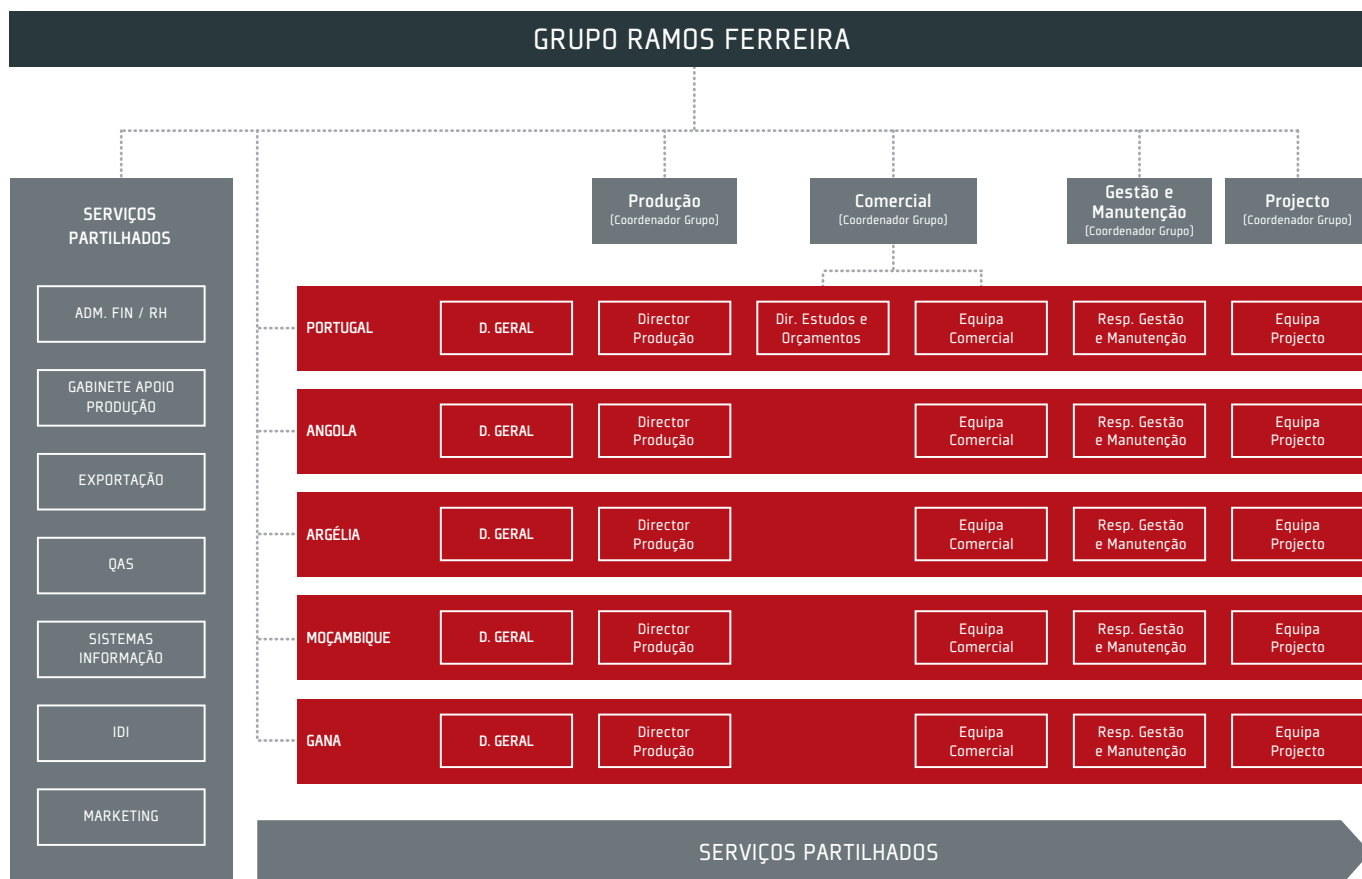 GRUPO RAMOS FERREIRA
SERVIÇOS
PARTILHADOS
ADM. FIN / RH
GABINETE APOIO
PRODUÇÃO
EXPORTAÇÃO
QAS
SISTEMAS
INFORMAÇÃO
IDI
MARKETING
Produção
(Coordenador Grupo)
Comercial
(Coordenador Grupo)
Gestão e
Manutenção
(Coordenador Grupo)
Projecto
(Coordenador Grupo)
PORTUGAL
D. GERAL
Director
Produção
Dir. Estudos e
Orçamentos
Equipa
Comercial
Resp. Gestão
e Manutenção
Equipa
Projecto
ANGOLA
D. GERAL
Director
Produção
Equipa
Comercial
Resp. Gestão
e Manutenção
Equipa
Projecto
ARGÉLIA
D. GERAL
Director
Produção
Equipa
Comercial
Resp. Gestão
e Manutenção
Equipa
Projecto
MOÇAMBIQUE
D. GERAL
Director
Produção
Equipa
Comercial
Resp. Gestão
e Manutenção
Equipa
Projecto
GANA
D. GERAL
Director
Produção
Equipa
Comercial
Resp. Gestão
e Manutenção
Equipa
Projecto
SERVIÇOS PARTILHADOS